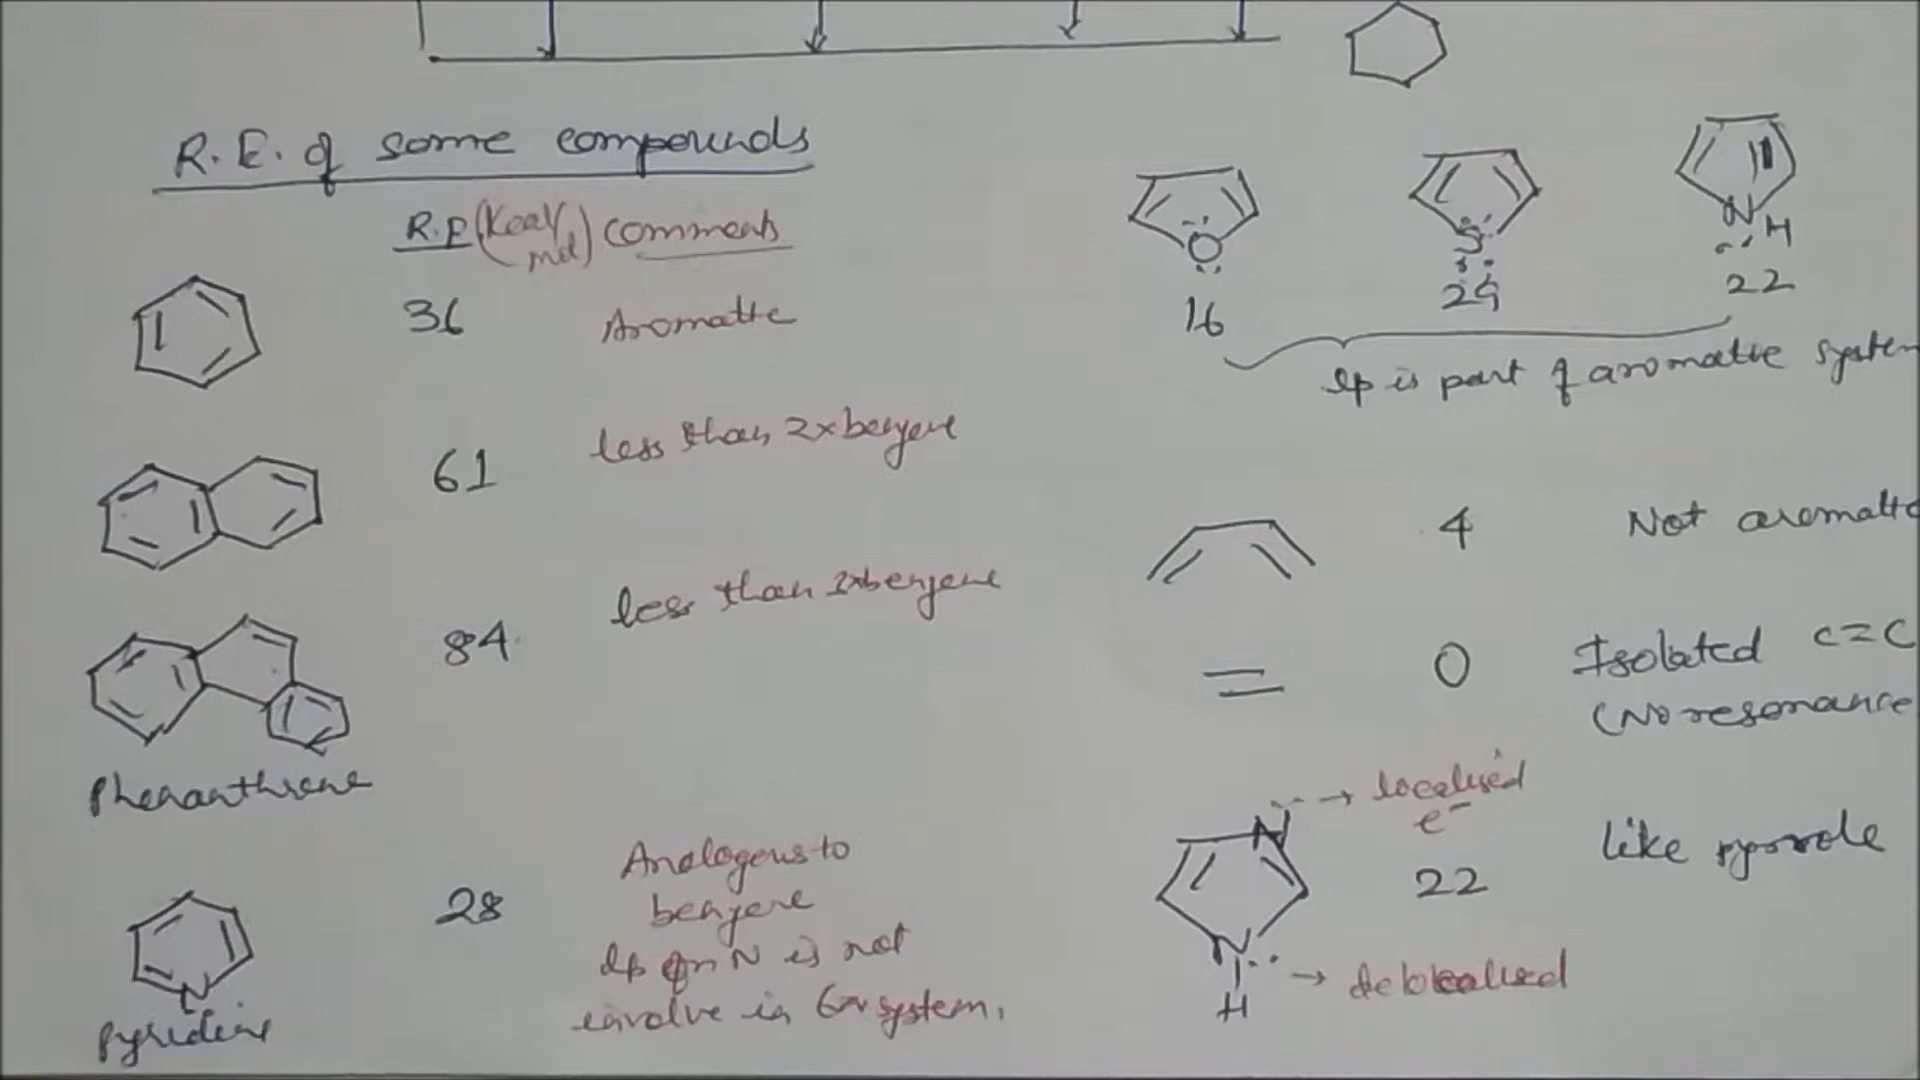 R.E. of some compounds
R.E (Kcal/mol) comments
36 Aromatic
61 less than 2x benzene
84 less than benzene
Phenanthrene
28 Analogous to
benzene
lp on N is not
involve in 6π system,
Pyridine
O
16
S
N
H
22
lp is part of aromatic system
4 Not aromatic
0 Isolated C=C
(No resonance
N → localised
e⁻
22 like pyrrole
N → delocalised
H